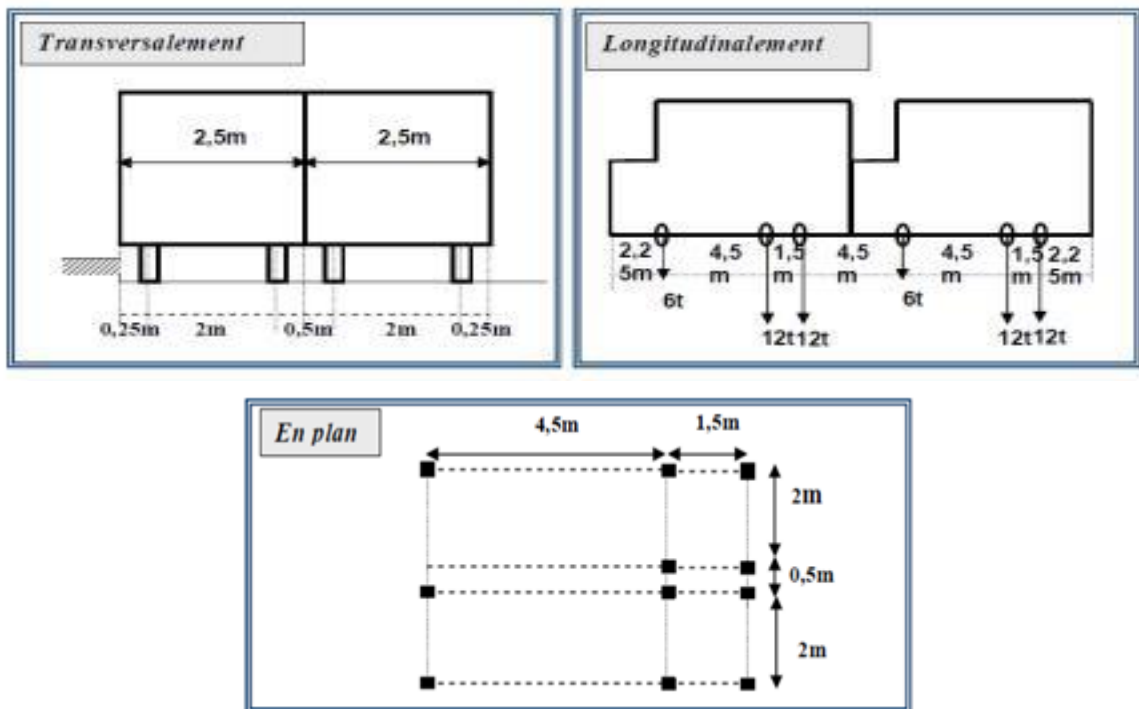 Transversalement
2,5m 2,5m
0,25m 2m 0,5m 2m 0,25m
Longitudinalement
2,2 4,5 1,5 4,5 4,5 1,5 2,2
5m m m m m m 5m
6t 6t
12t 12t 12t 12t
En plan
4,5m 1,5m
2m
0,5m
2m